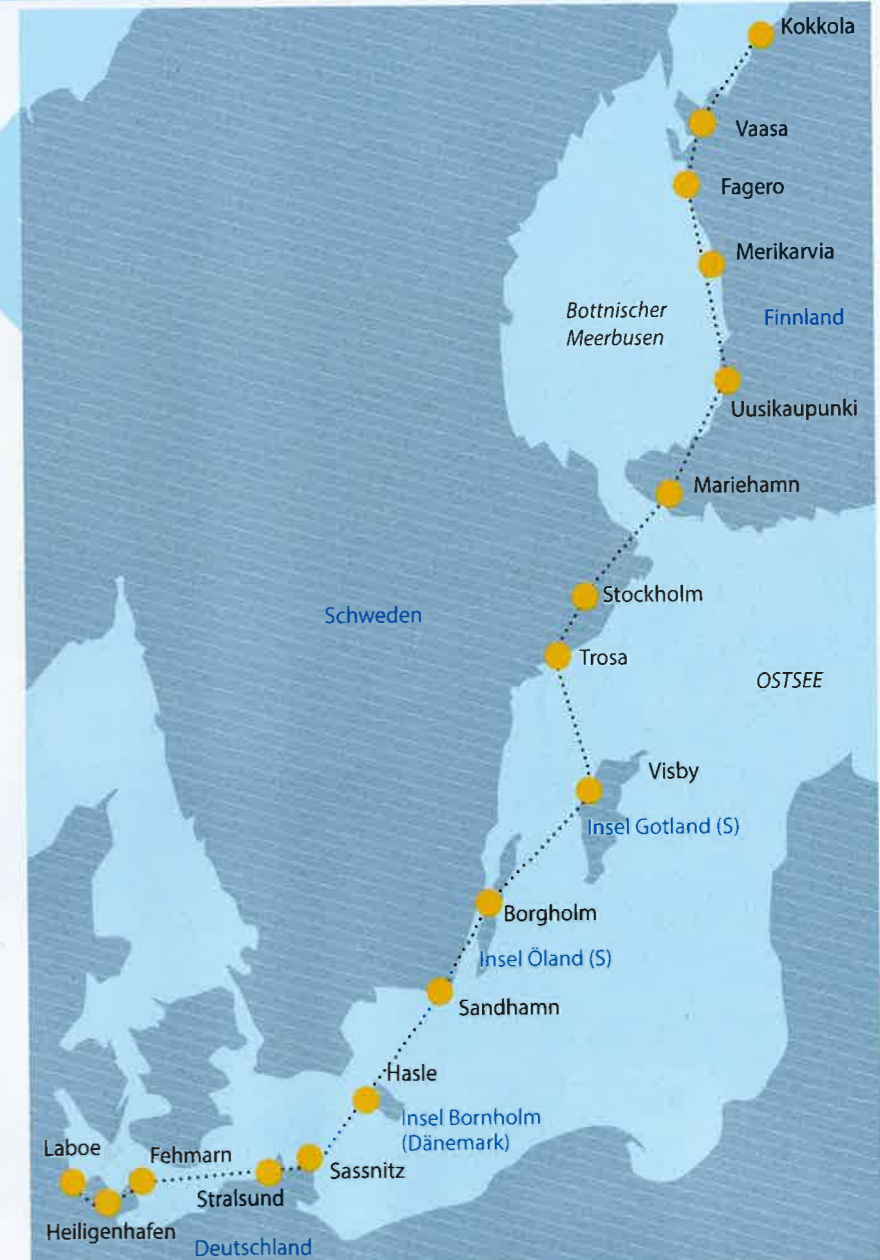 Kokkola
Vaasa
Fagero
Merikarvia
Bottnischer
Meerbusen
Finnland
Uusikaupunki
Mariehamn
Stockholm
Schweden
Trosa
OSTSEE
Visby
Insel Gotland (S)
Borgholm
Insel Öland (S)
Sandhamn
Hasle
Insel Bornholm
(Dänemark)
Laboe
Fehmarn
Sassnitz
Stralsund
Heiligenhafen
Deutschland